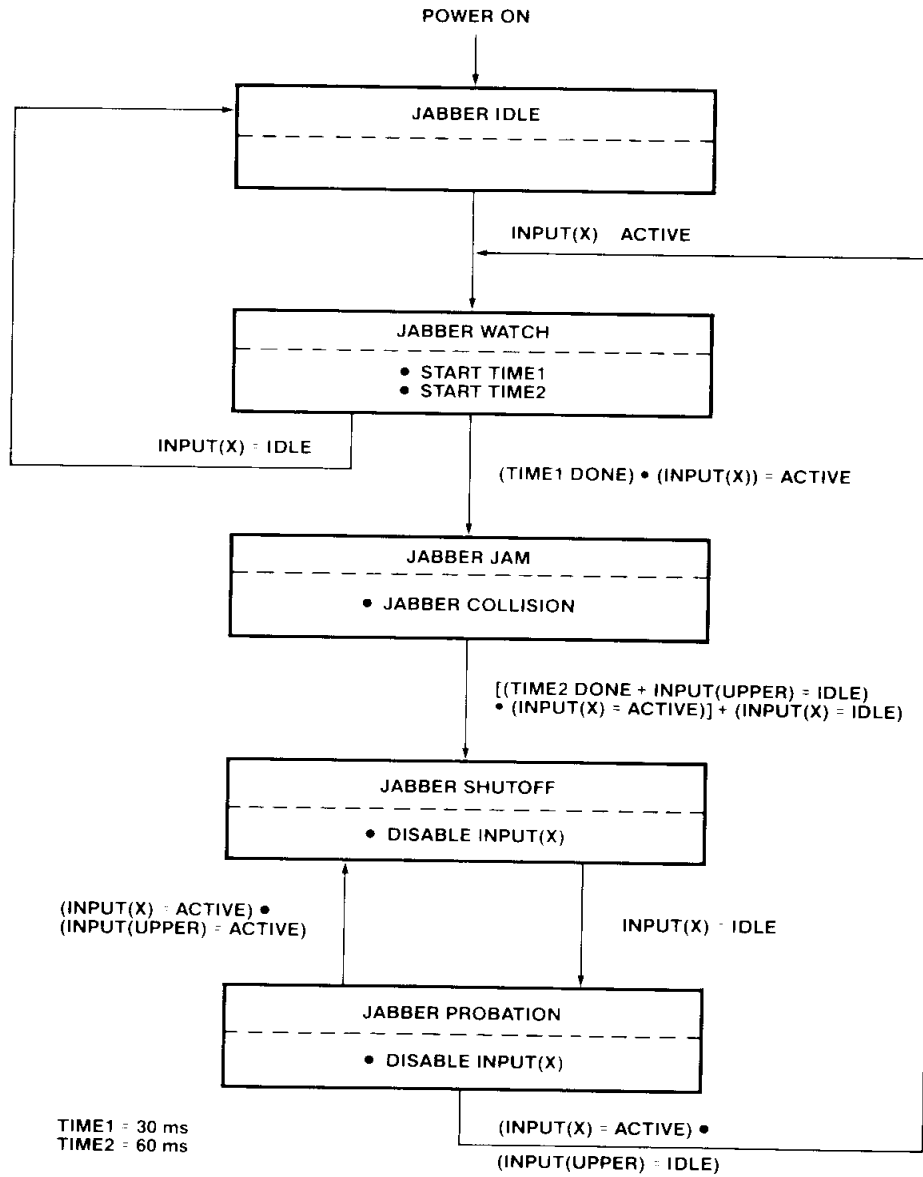 POWER ON
JABBER IDLE
INPUT(X) ACTIVE
JABBER WATCH
• START TIME1
• START TIME2
INPUT(X) = IDLE
(TIME1 DONE) • (INPUT(X)) = ACTIVE
JABBER JAM
• JABBER COLLISION
[(TIME2 DONE + INPUT(UPPER) = IDLE)
• (INPUT(X) = ACTIVE)] + (INPUT(X) = IDLE)
JABBER SHUTOFF
• DISABLE INPUT(X)
(INPUT(X) = ACTIVE) •
(INPUT(UPPER) = ACTIVE)
INPUT(X) = IDLE
JABBER PROBATION
• DISABLE INPUT(X)
TIME1 = 30 ms
TIME2 = 60 ms
(INPUT(X) = ACTIVE) •
(INPUT(UPPER) = IDLE)